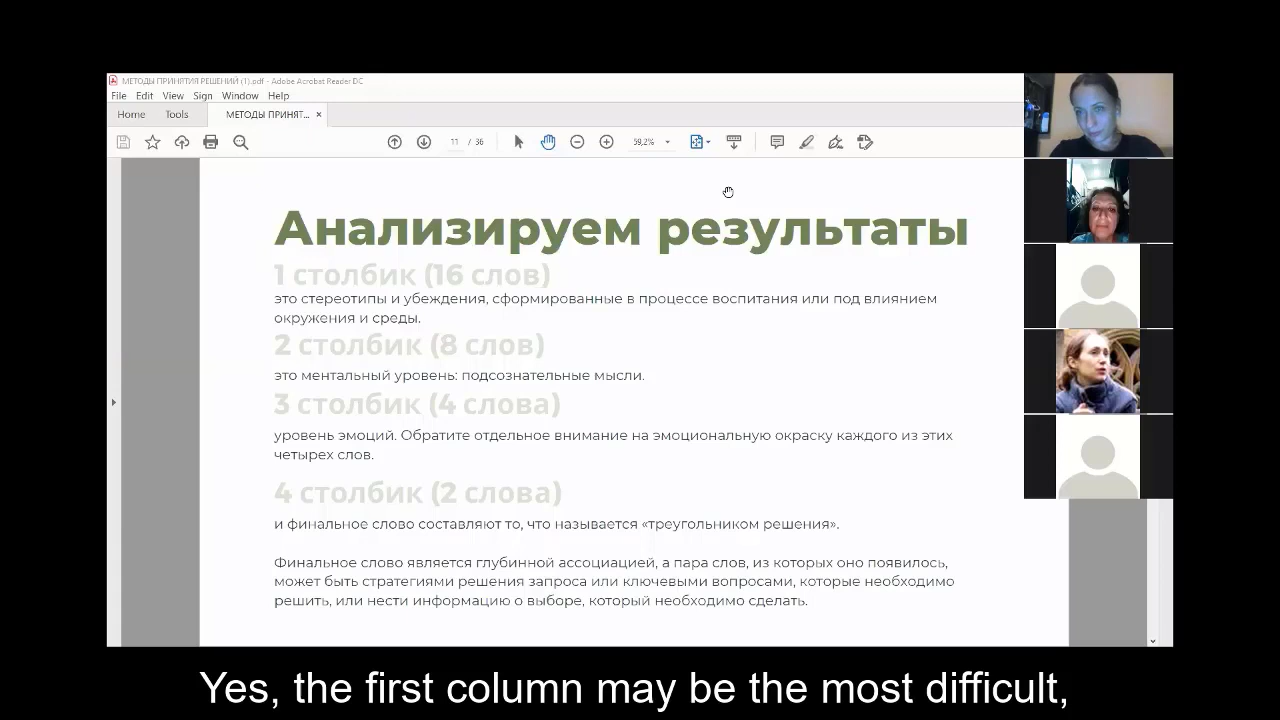 МЕТОДЫ ПРИНЯТИЯ РЕШЕНИЙ (1).pdf - Adobe Acrobat Reader DC
File Edit View Sign Window Help
Home Tools МЕТОДЫ ПРИНЯТ... ×
11 / 36 59,2%
Анализируем результаты
1 столбик (16 слов)
это стереотипы и убеждения, сформированные в процессе воспитания или под влиянием
окружения и среды.
2 столбик (8 слов)
это ментальный уровень: подсознательные мысли.
3 столбик (4 слова)
уровень эмоций. Обратите отдельное внимание на эмоциональную окраску каждого из этих
четырех слов.
4 столбик (2 слова)
и финальное слово составляют то, что называется «треугольником решения».
Финальное слово является глубинной ассоциацией, а пара слов, из которых оно появилось,
может быть стратегиями решения запроса или ключевыми вопросами, которые необходимо
решить, или нести информацию о выборе, который необходимо сделать.
Yes, the first column may be the most difficult,